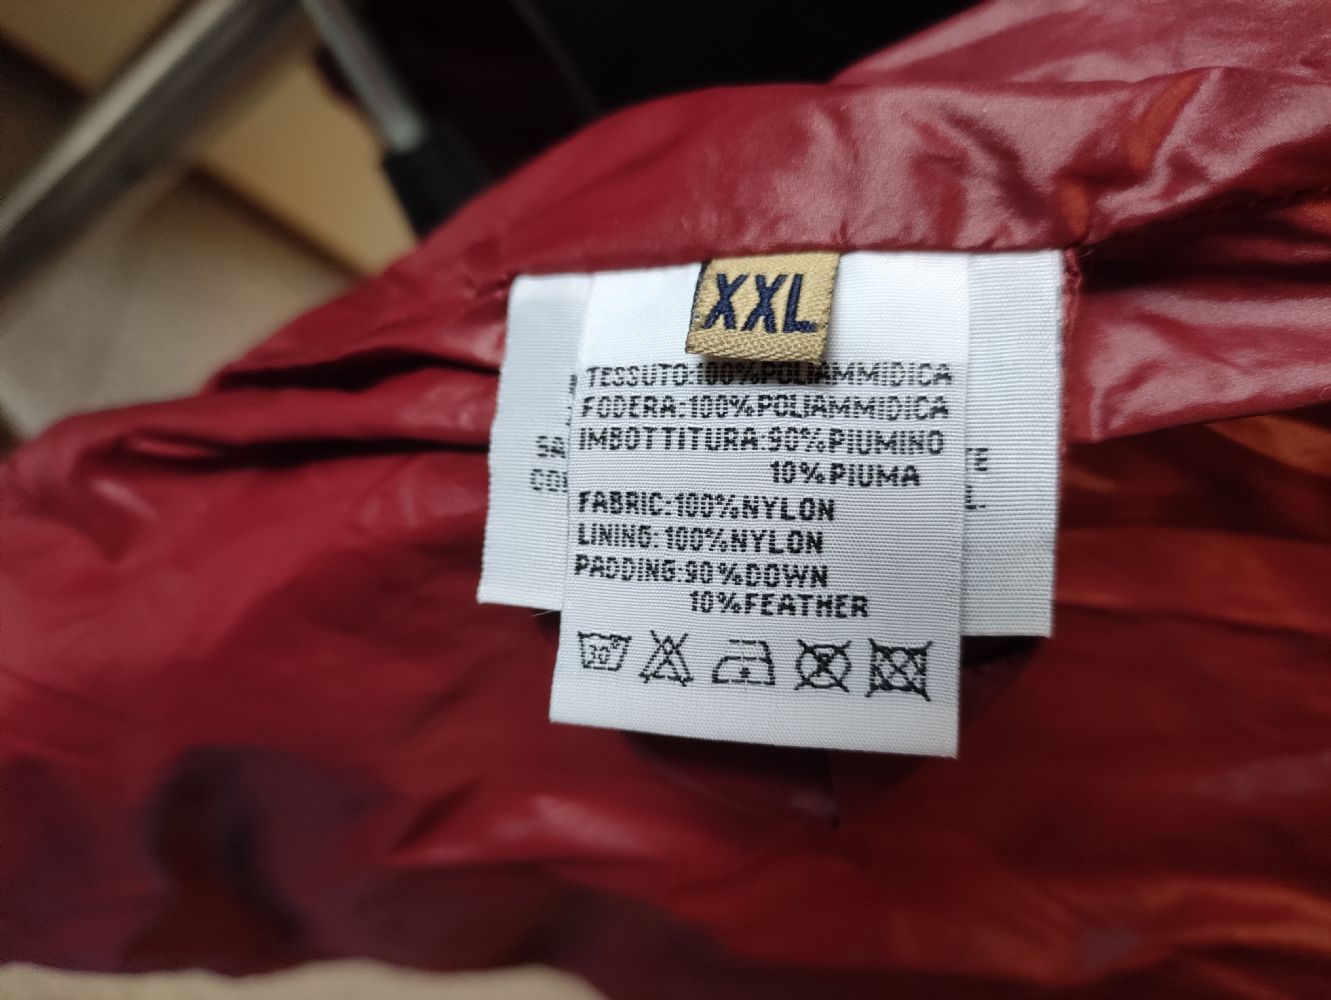 XXL
TESSUTO:100%POLIAMMIDICA
FODERA:100%POLIAMMIDICA
IMBOTTITURA:90%PIUMINO
10%PIUMA
FABRIC:100%NYLON
LINING:100%NYLON
PADDING:90%DOWN
10%FEATHER
30°